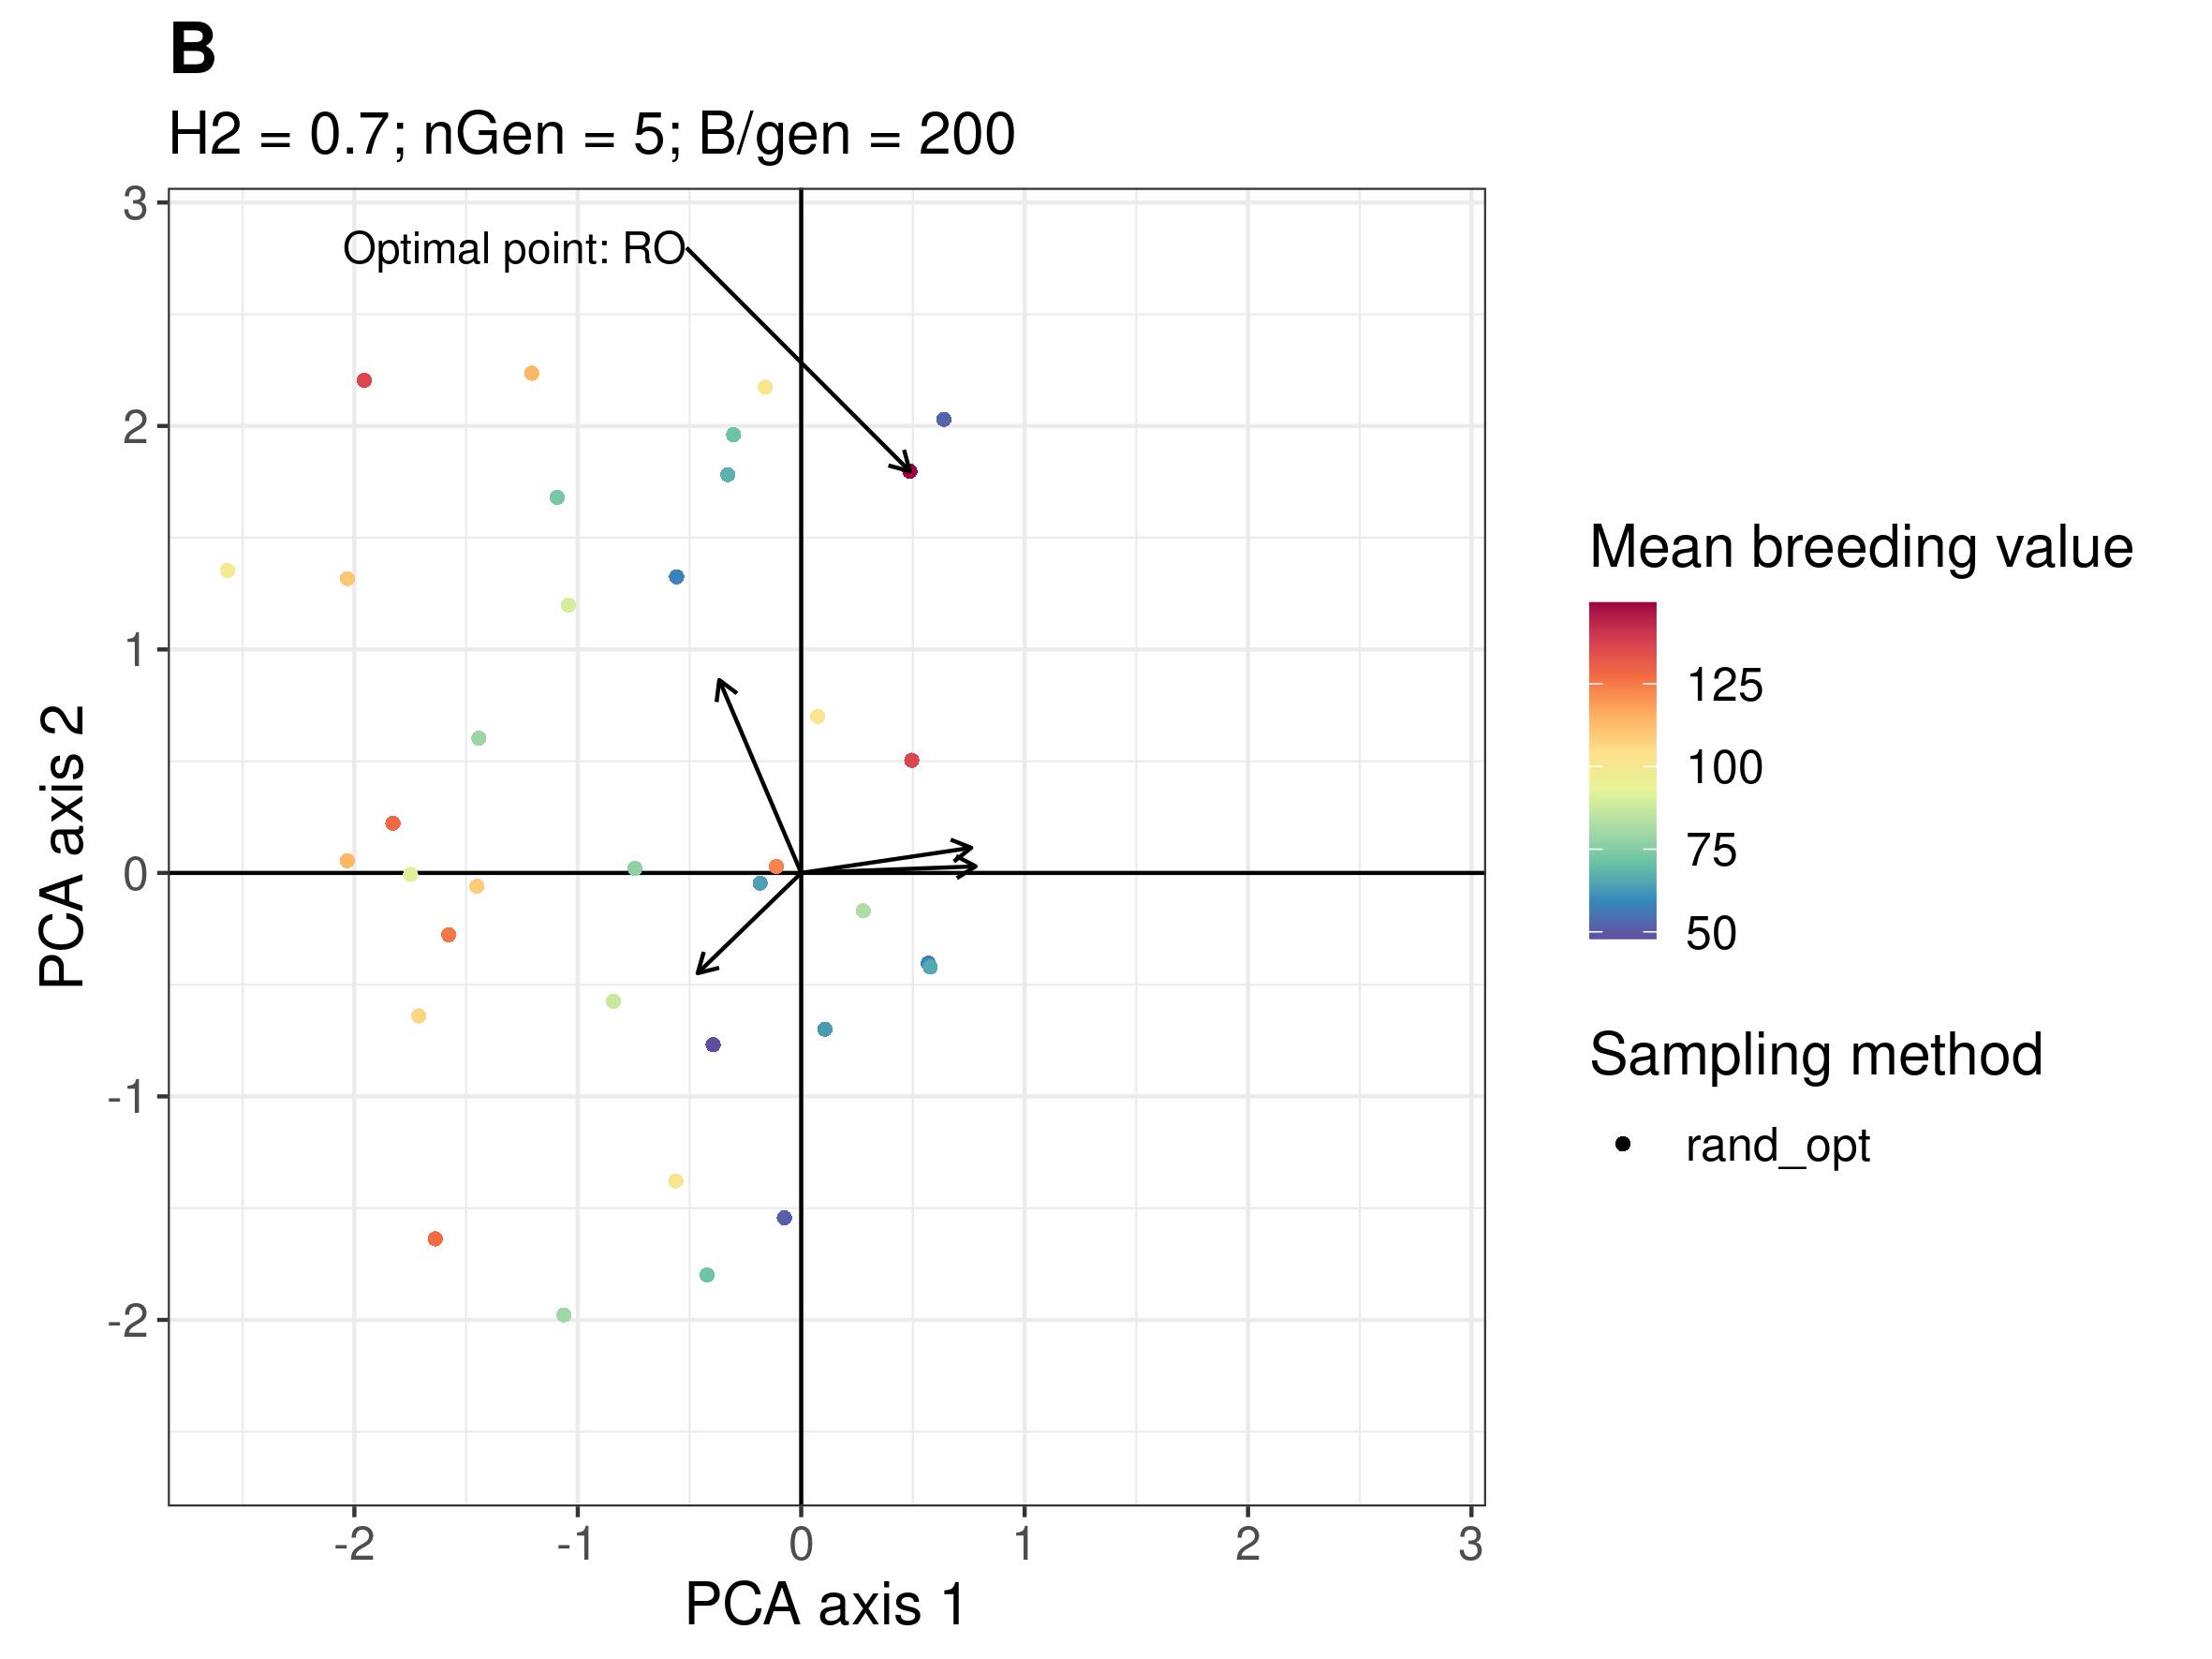 B
H2 = 0.7; nGen = 5; B/gen = 200
3
Optimal point: RO
2
1
0
-1
-2
PCA axis 2
-2 -1 0 1 2 3
PCA axis 1
Mean breeding value
125
100
75
50
Sampling method
rand_opt